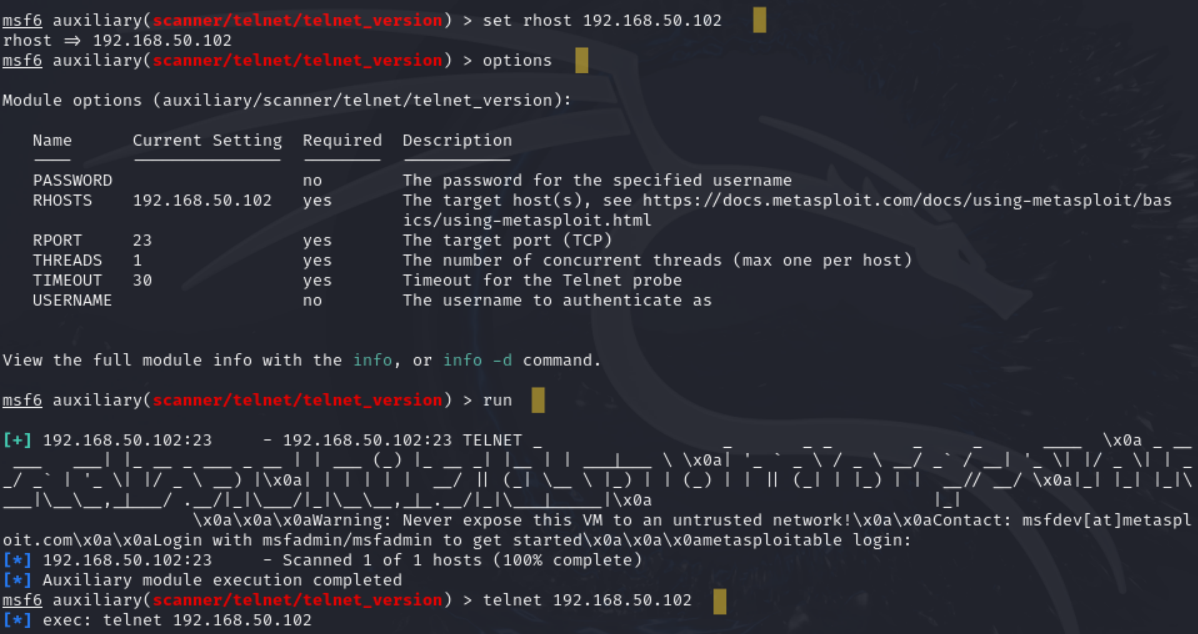 msf6 auxiliary(scanner/telnet/telnet_version) > set rhost 192.168.50.102
rhost ⇒ 192.168.50.102
msf6 auxiliary(scanner/telnet/telnet_version) > options
Module options (auxiliary/scanner/telnet/telnet_version):
Name Current Setting Required Description
PASSWORD no The password for the specified username
RHOSTS 192.168.50.102 yes The target host(s), see https://docs.metasploit.com/docs/using-metasploit/bas
ics/using-metasploit.html
RPORT 23 yes The target port (TCP)
THREADS 1 yes The number of concurrent threads (max one per host)
TIMEOUT 30 yes Timeout for the Telnet probe
USERNAME no The username to authenticate as
View the full module info with the info, or info -d command.
msf6 auxiliary(scanner/telnet/telnet_version) > run
[+] 192.168.50.102:23 - 192.168.50.102:23 TELNET \x0a
\x0a
\x0a \x0a
\x0a
\x0a\x0a\x0aWarning: Never expose this VM to an untrusted network!\x0a\x0aContact: msfdev[at]metaspl
oit.com\x0a\x0aLogin with msfadmin/msfadmin to get started\x0a\x0a\x0ametasploitable login:
[*] 192.168.50.102:23 - Scanned 1 of 1 hosts (100% complete)
[*] Auxiliary module execution completed
msf6 auxiliary(scanner/telnet/telnet_version) > telnet 192.168.50.102
[*] exec: telnet 192.168.50.102